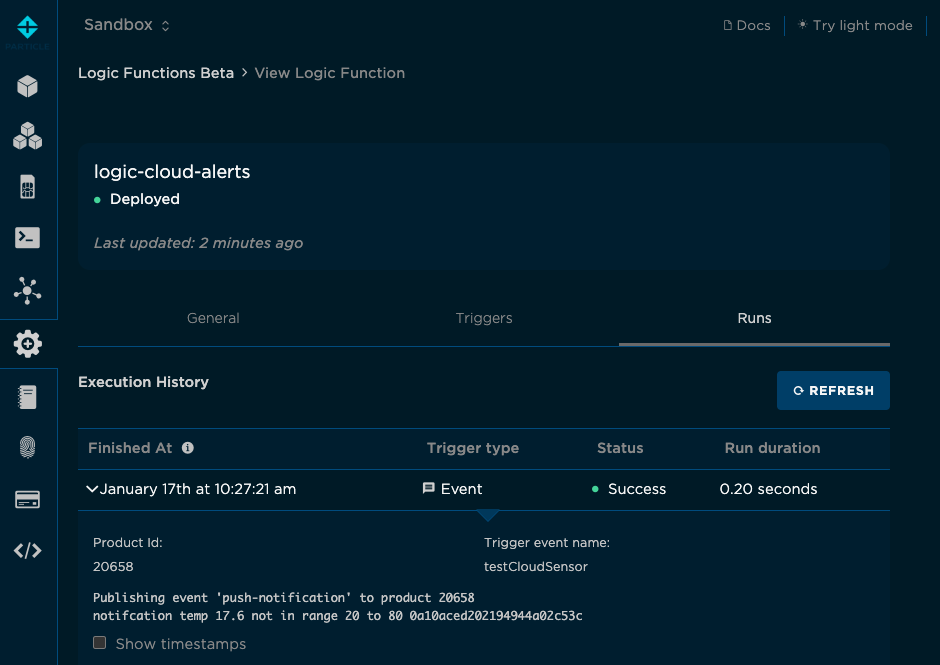 Sandbox
Docs
Try light mode
Logic Functions Beta > View Logic Function
logic-cloud-alerts
Deployed
Last updated: 2 minutes ago
General
Triggers
Runs
Execution History
REFRESH
Finished At
Trigger type
Status
Run duration
January 17th at 10:27:21 am
Event
Success
0.20 seconds
Product Id:
Trigger event name:
20658
testCloudSensor
Publishing event 'push-notification' to product 20658
notifcation temp 17.6 not in range 20 to 80 0a10aced202194944a02c53c
Show timestamps